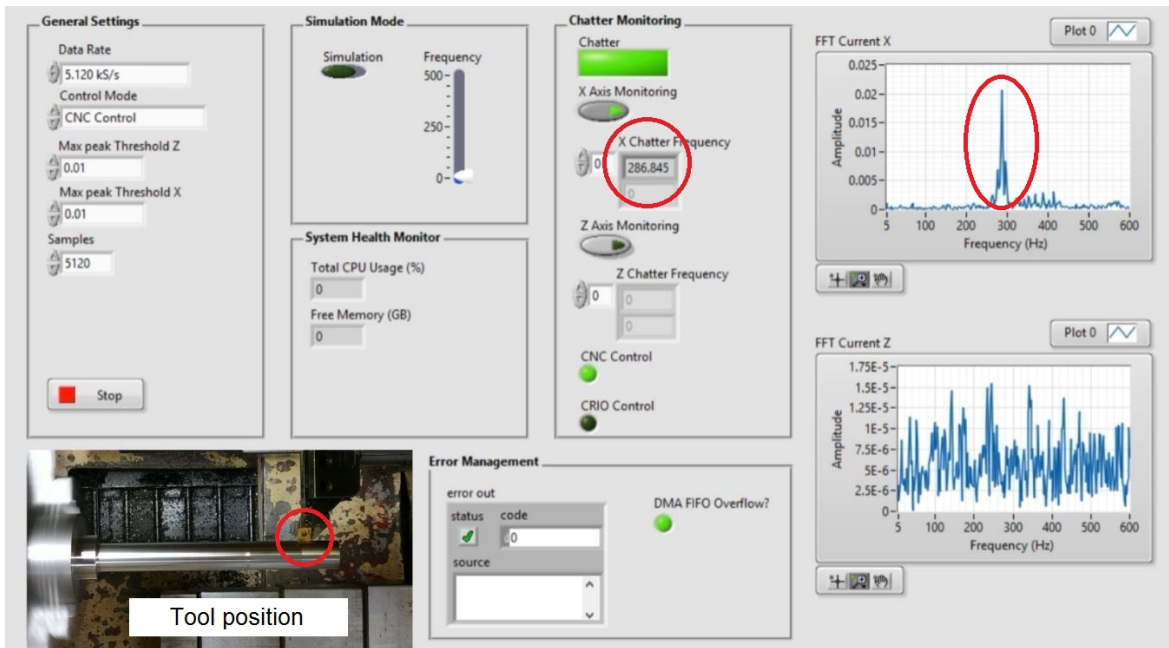 General Settings
Data Rate
5.120 kS/s
Control Mode
CNC Control
Max peak Threshold Z
0.01
Max peak Threshold X
0.01
Samples
5120
Stop
Simulation Mode
Simulation
Frequency
500
250
0
System Health Monitor
Total CPU Usage (%)
0
Free Memory (GB)
0
Chatter Monitoring
Chatter
X Axis Monitoring
X Chatter Frequency
0
286.845
0
Z Axis Monitoring
Z Chatter Frequency
0
0
0
CNC Control
CRIO Control
Plot 0
FFT Current X
0.025
0.02
0.015
0.01
0.005
0
Amplitude
5 100 200 300 400 500 600
Frequency (Hz)
Plot 0
FFT Current Z
1.75E-5
1.5E-5
1.25E-5
1E-5
7.5E-6
5E-6
2.5E-6
0
Amplitude
5 100 200 300 400 500 600
Frequency (Hz)
Tool position
Error Management
error out
status code
0
source
DMA FIFO Overflow?